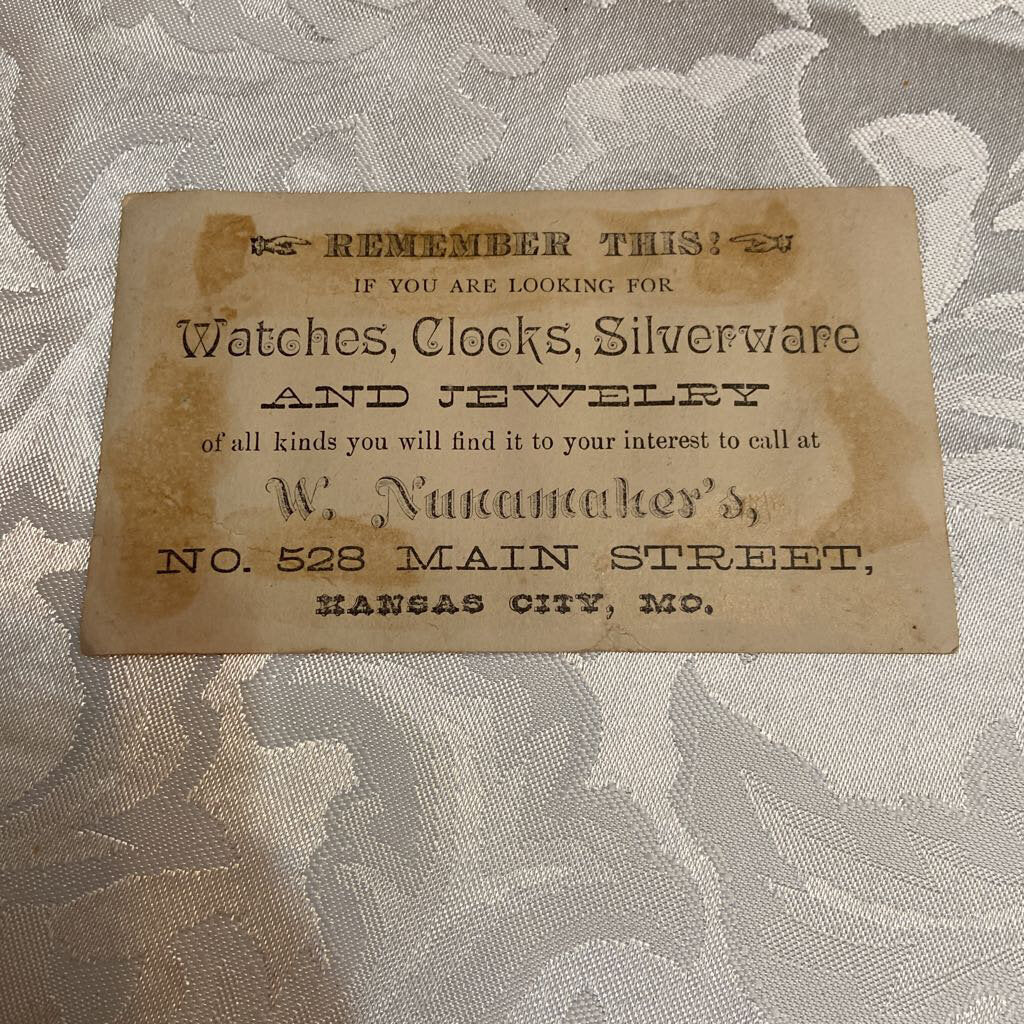 REMEMBER THIS!
IF YOU ARE LOOKING FOR
Watches, Clocks, Silverware
AND JEWELRY
of all kinds you will find it to your interest to call at
W. Nunamaker's,
NO. 528 MAIN STREET,
KANSAS CITY, MO.